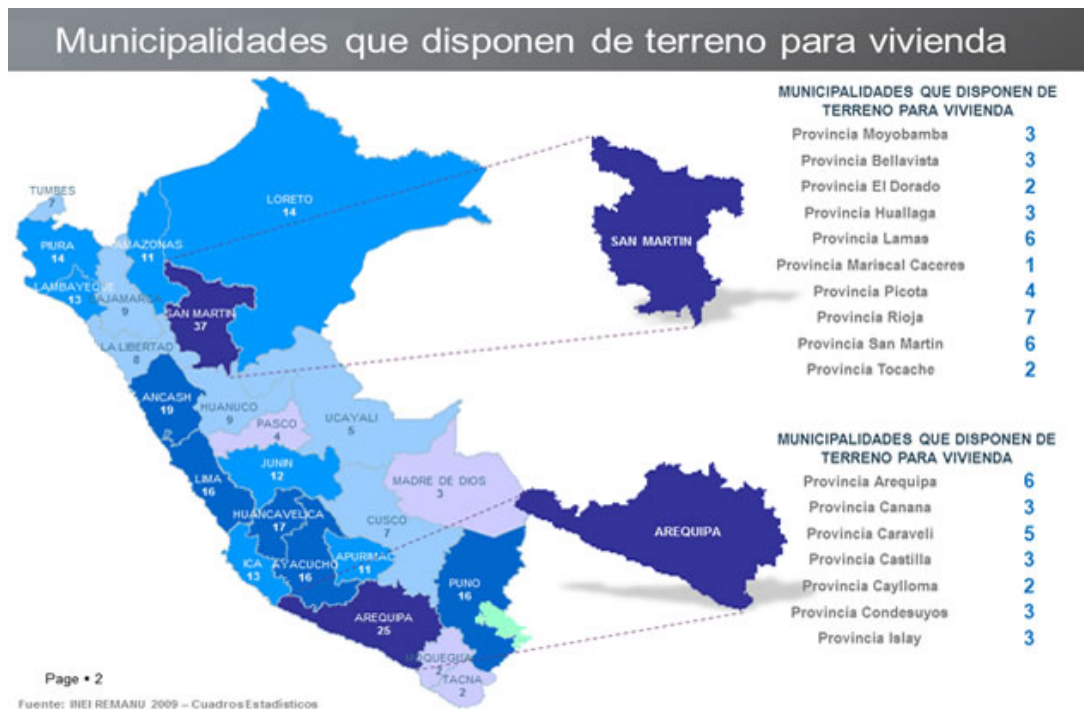 Municipalidades que disponen de terreno para vivienda
MUNICIPALIDADES QUE DISPONEN DE
TERRENO PARA VIVIENDA
Provincia Moyobamba 3
Provincia Bellavista 3
Provincia El Dorado 2
Provincia Huallaga 3
Provincia Lamas 6
Provincia Mariscal Caceres 1
Provincia Picota 4
Provincia Rioja 7
Provincia San Martin 6
Provincia Tocache 2
SAN MARTIN
TUMBES
7
LORETO
14
PIURA
14
AMAZONAS
11
LAMBAYEQUE
13
CAJAMARCA
9
SAN MARTIN
37
LA LIBERTAD
8
ANCASH
19
HUANUCO
9
UCAYALI
5
PASCO
4
JUNIN
12
LIMA
16
MADRE DE DIOS
3
HUANCAVELICA
17
CUSCO
7
ICA
13
AYACUCHO
16
APURIMAC
11
PUNO
16
AREQUIPA
25
MOQUEGUA
2
TACNA
2
MUNICIPALIDADES QUE DISPONEN DE
TERRENO PARA VIVIENDA
Provincia Arequipa 6
Provincia Canana 3
Provincia Caraveli 5
Provincia Castilla 3
Provincia Caylloma 2
Provincia Condesuyos 3
Provincia Islay 3
AREQUIPA
Page • 2
Fuente: INEI REMANU 2009 – Cuadros Estadísticos